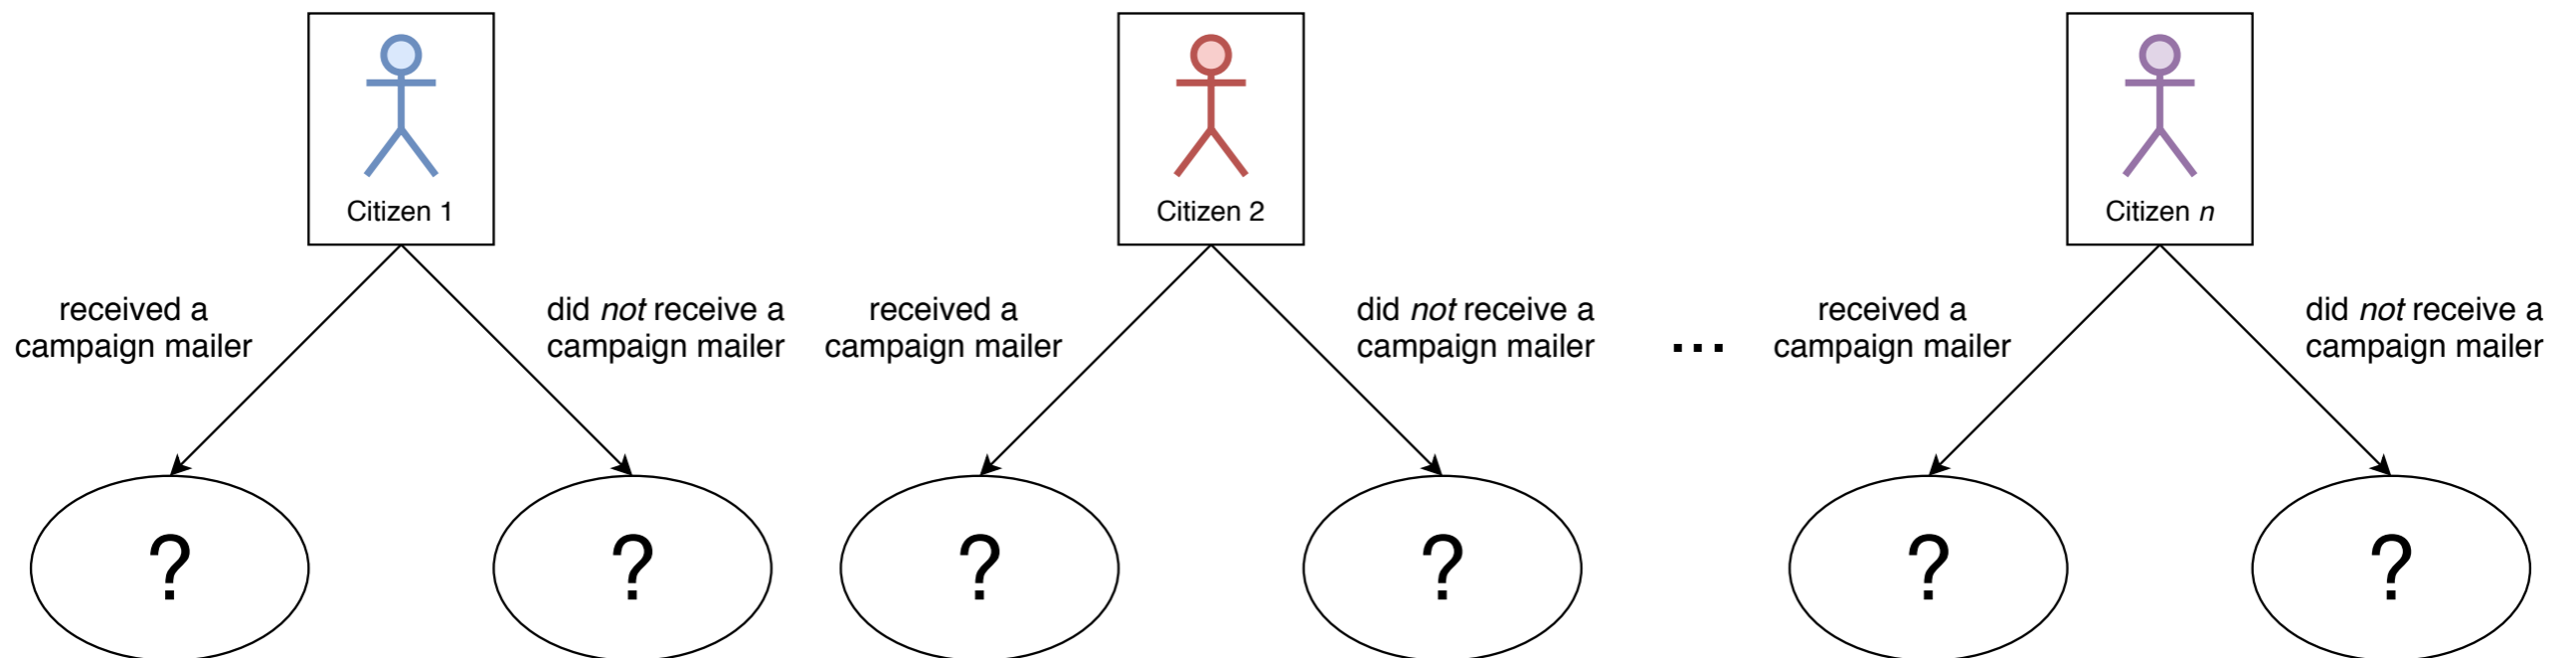 Citizen 1
Citizen 2
Citizen n
received a
campaign mailer
did not receive a
campaign mailer
received a
campaign mailer
did not receive a
campaign mailer
...
received a
campaign mailer
did not receive a
campaign mailer
?
?
?
?
?
?